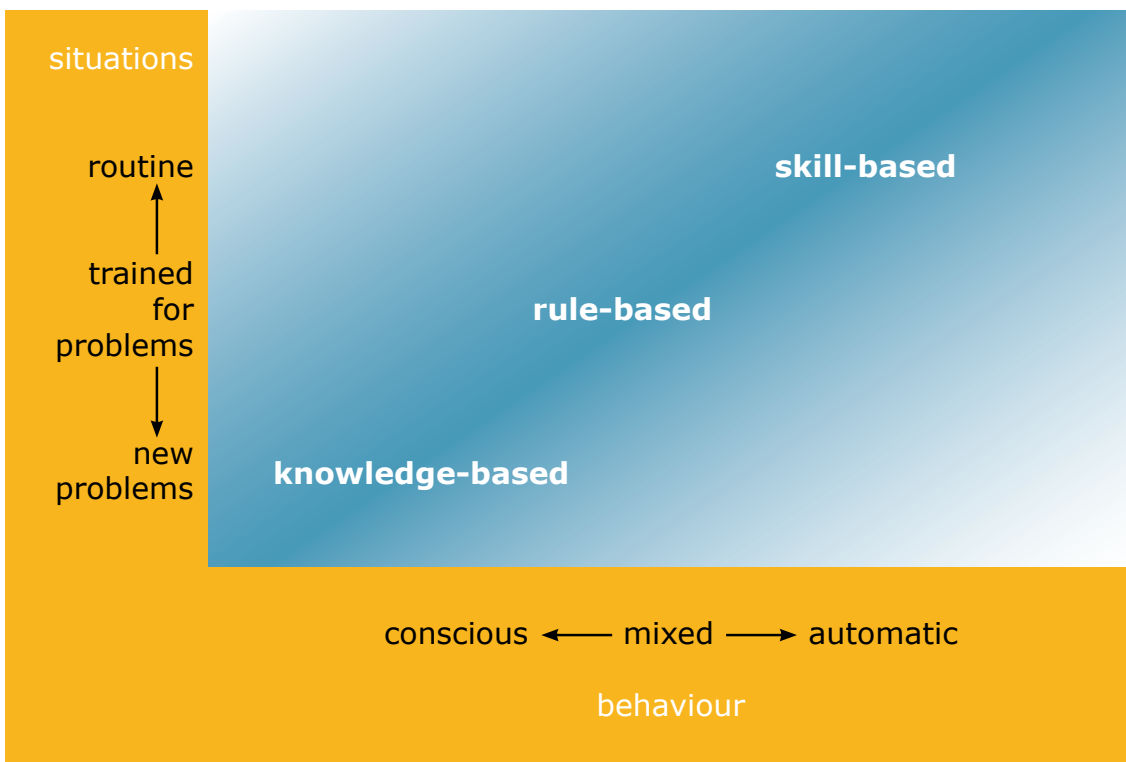 situations
routine
skill-based
trained
for
problems
rule-based
new
problems
knowledge-based
conscious mixed automatic
behaviour